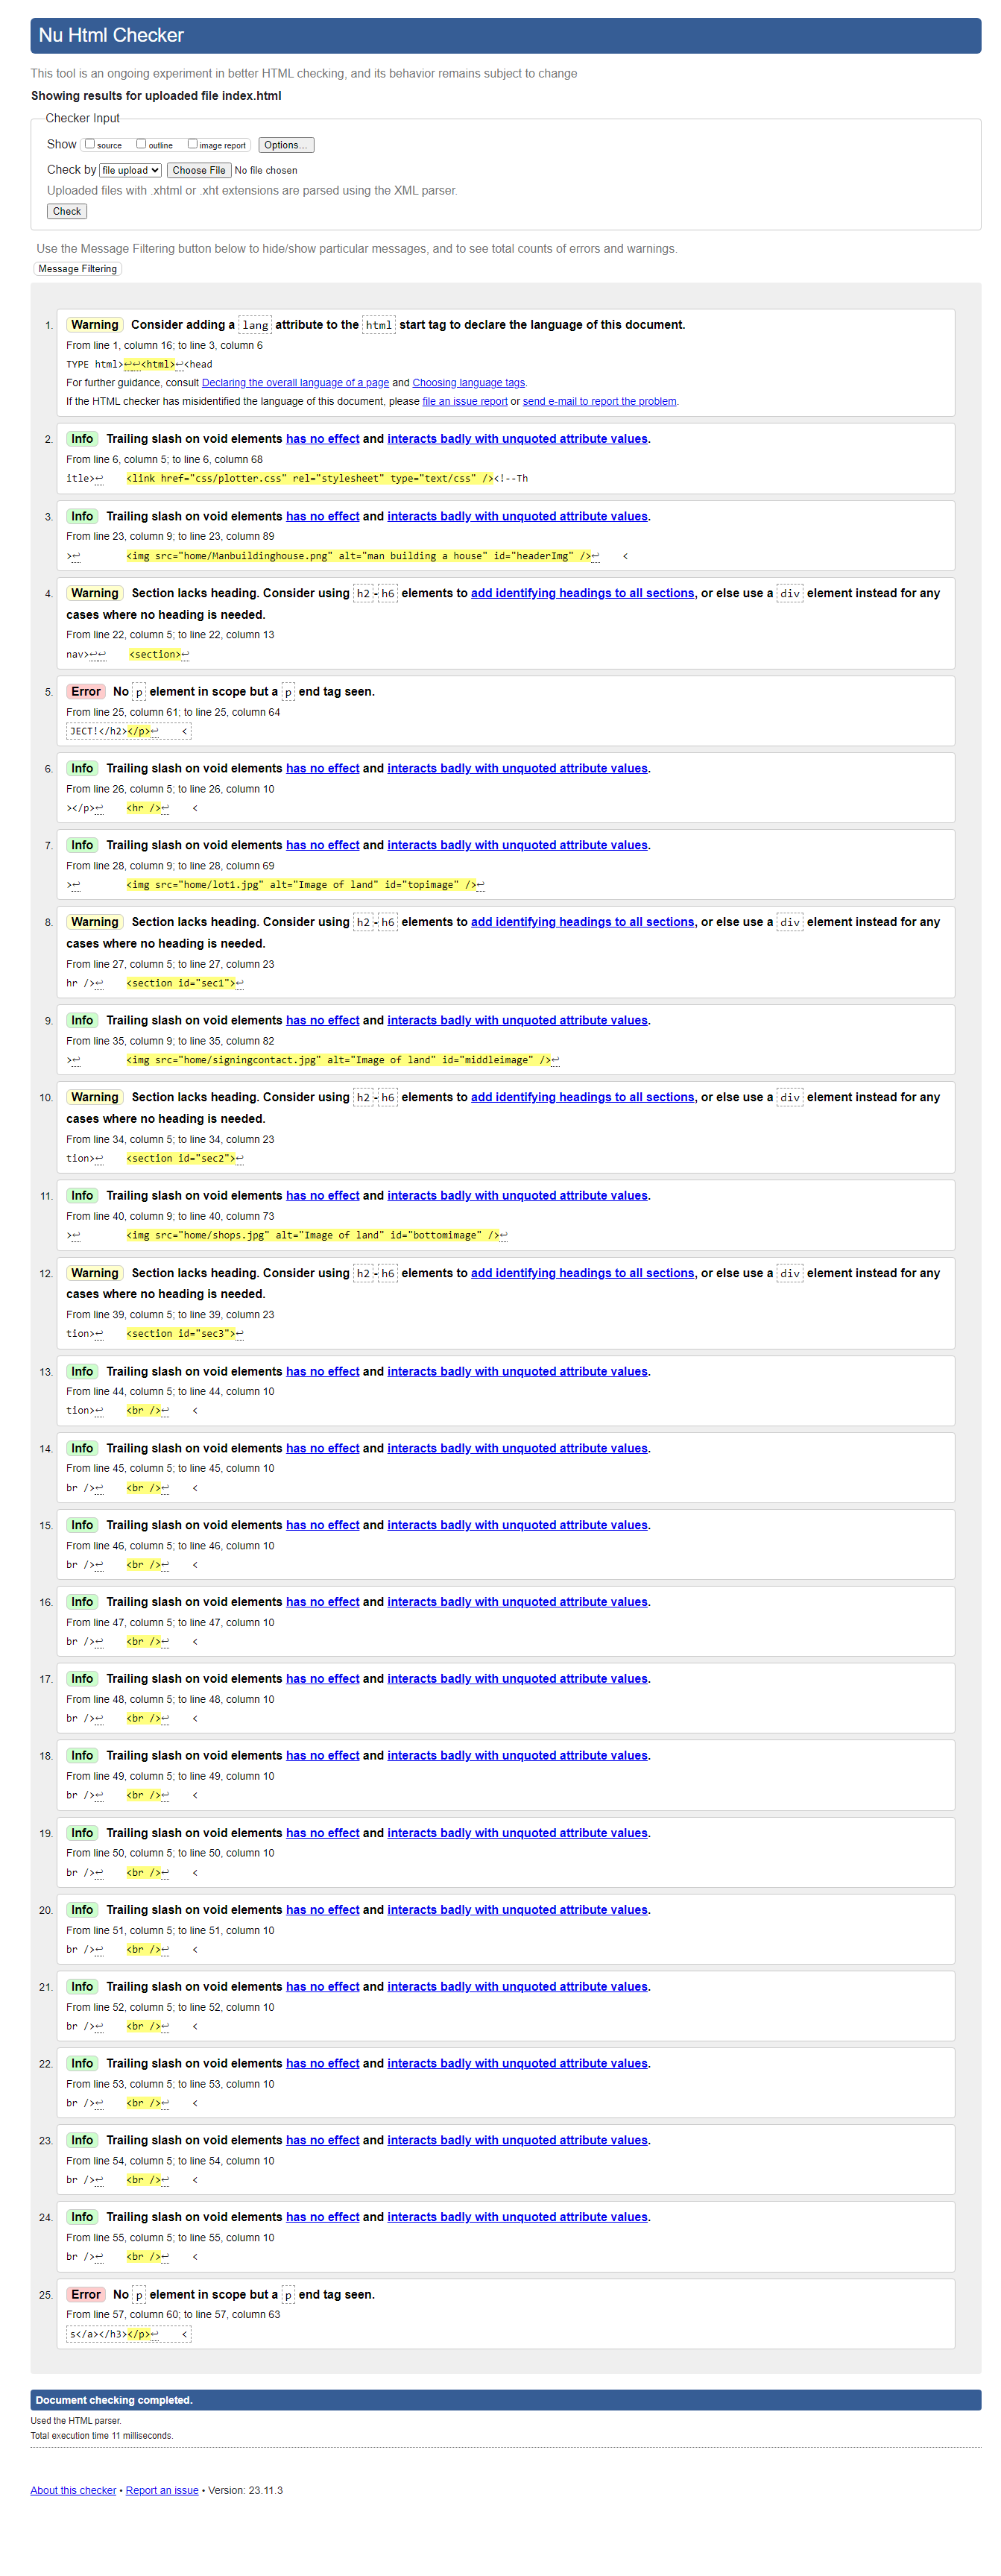 Nu Html Checker
This tool is an ongoing experiment in better HTML checking, and its behavior remains subject to change
Showing results for uploaded file index.html
Checker Input
Show source outline image report Options...
Check by file upload Choose File No file chosen
Uploaded files with .xhtml or .xht extensions are parsed using the XML parser.
Check
Use the Message Filtering button below to hide/show particular messages, and to see total counts of errors and warnings.
Message Filtering
1. Warning Consider adding a lang attribute to the html start tag to declare the language of this document.
From line 1, column 16; to line 3, column 6
TYPE html>↩↩<html>↩<head
For further guidance, consult Declaring the overall language of a page and Choosing language tags.
If the HTML checker has misidentified the language of this document, please file an issue report or send e-mail to report the problem.
2. Info Trailing slash on void elements has no effect and interacts badly with unquoted attribute values.
From line 6, column 5; to line 6, column 68
itle>↩ <link href="css/plotter.css" rel="stylesheet" type="text/css" /><!--Th
3. Info Trailing slash on void elements has no effect and interacts badly with unquoted attribute values.
From line 23, column 9; to line 23, column 89
>↩ <img src="home/Manbuildinghouse.png" alt="man building a house" id="headerImg" />↩ <
4. Warning Section lacks heading. Consider using h2-h6 elements to add identifying headings to all sections, or else use a div element instead for any
cases where no heading is needed.
From line 22, column 5; to line 22, column 13
nav>↩↩ <section>↩
5. Error No p element in scope but a p end tag seen.
From line 25, column 61; to line 25, column 64
JECT!</h2></p>↩ <
6. Info Trailing slash on void elements has no effect and interacts badly with unquoted attribute values.
From line 26, column 5; to line 26, column 10
></p>↩ <hr />↩ <
7. Info Trailing slash on void elements has no effect and interacts badly with unquoted attribute values.
From line 28, column 9; to line 28, column 69
>↩ <img src="home/lot1.jpg" alt="Image of land" id="topimage" />↩
8. Warning Section lacks heading. Consider using h2-h6 elements to add identifying headings to all sections, or else use a div element instead for any
cases where no heading is needed.
From line 27, column 5; to line 27, column 23
hr />↩ <section id="sec1">↩
9. Info Trailing slash on void elements has no effect and interacts badly with unquoted attribute values.
From line 35, column 9; to line 35, column 82
>↩ <img src="home/signingcontact.jpg" alt="Image of land" id="middleimage" />↩
10. Warning Section lacks heading. Consider using h2-h6 elements to add identifying headings to all sections, or else use a div element instead for any
cases where no heading is needed.
From line 34, column 5; to line 34, column 23
tion>↩ <section id="sec2">↩
11. Info Trailing slash on void elements has no effect and interacts badly with unquoted attribute values.
From line 40, column 9; to line 40, column 73
>↩ <img src="home/shops.jpg" alt="Image of land" id="bottomimage" />↩
12. Warning Section lacks heading. Consider using h2-h6 elements to add identifying headings to all sections, or else use a div element instead for any
cases where no heading is needed.
From line 39, column 5; to line 39, column 23
tion>↩ <section id="sec3">↩
13. Info Trailing slash on void elements has no effect and interacts badly with unquoted attribute values.
From line 44, column 5; to line 44, column 10
tion>↩ <br />↩ <
14. Info Trailing slash on void elements has no effect and interacts badly with unquoted attribute values.
From line 45, column 5; to line 45, column 10
br />↩ <br />↩ <
15. Info Trailing slash on void elements has no effect and interacts badly with unquoted attribute values.
From line 46, column 5; to line 46, column 10
br />↩ <br />↩ <
16. Info Trailing slash on void elements has no effect and interacts badly with unquoted attribute values.
From line 47, column 5; to line 47, column 10
br />↩ <br />↩ <
17. Info Trailing slash on void elements has no effect and interacts badly with unquoted attribute values.
From line 48, column 5; to line 48, column 10
br />↩ <br />↩ <
18. Info Trailing slash on void elements has no effect and interacts badly with unquoted attribute values.
From line 49, column 5; to line 49, column 10
br />↩ <br />↩ <
19. Info Trailing slash on void elements has no effect and interacts badly with unquoted attribute values.
From line 50, column 5; to line 50, column 10
br />↩ <br />↩ <
20. Info Trailing slash on void elements has no effect and interacts badly with unquoted attribute values.
From line 51, column 5; to line 51, column 10
br />↩ <br />↩ <
21. Info Trailing slash on void elements has no effect and interacts badly with unquoted attribute values.
From line 52, column 5; to line 52, column 10
br />↩ <br />↩ <
22. Info Trailing slash on void elements has no effect and interacts badly with unquoted attribute values.
From line 53, column 5; to line 53, column 10
br />↩ <br />↩ <
23. Info Trailing slash on void elements has no effect and interacts badly with unquoted attribute values.
From line 54, column 5; to line 54, column 10
br />↩ <br />↩ <
24. Info Trailing slash on void elements has no effect and interacts badly with unquoted attribute values.
From line 55, column 5; to line 55, column 10
br />↩ <br />↩ <
25. Error No p element in scope but a p end tag seen.
From line 57, column 60; to line 57, column 63
s</a></h3></p>↩ <
Document checking completed.
Used the HTML parser.
Total execution time 11 milliseconds.
About this checker • Report an issue • Version: 23.11.3